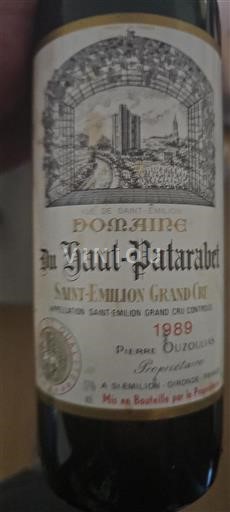 VUE DE SAINT-EMILION
DOMAINE
Du Haut-Patarabet
SAINT-EMILION GRAND CRU
APPELLATION SAINT-EMILION GRAND CRU CONTROLÉE
1989
PIERRE OUZOULIAS
Propriétaire
A ST-EMILION - GIRONDE - FRANCE
Mis en Bouteille par le Propriétaire